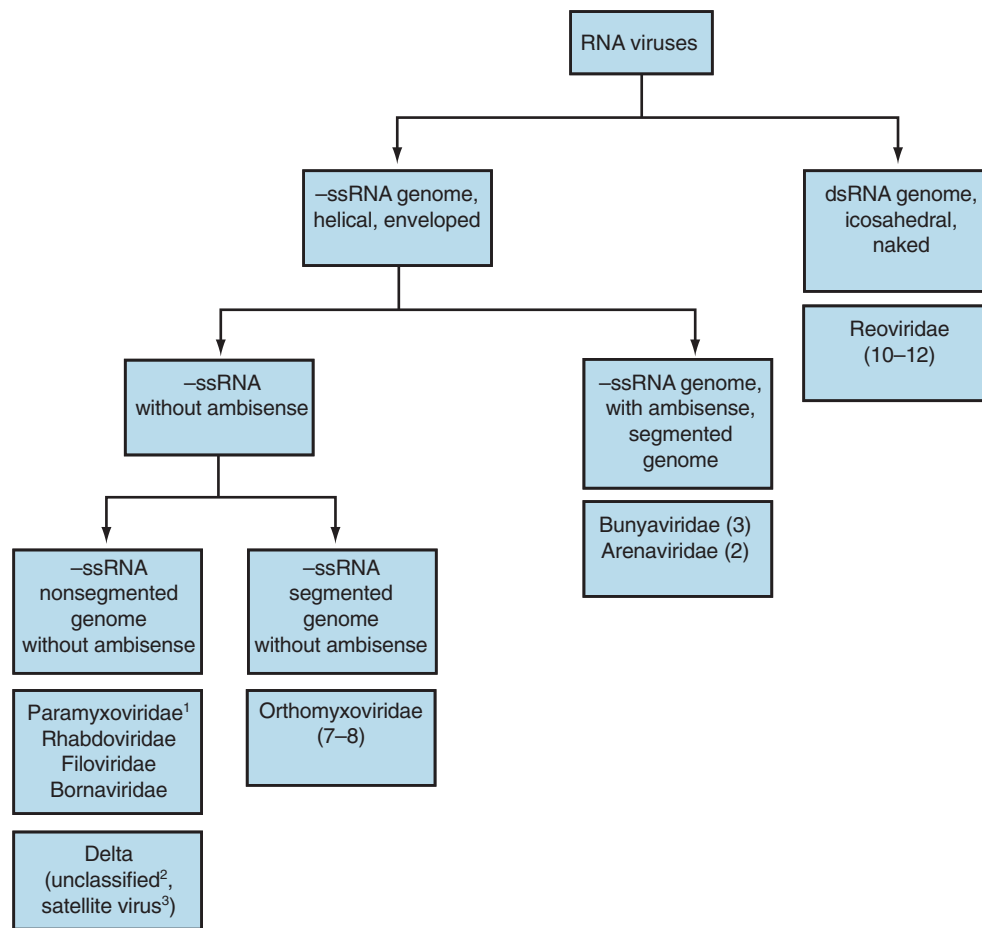 RNA viruses
–ssRNA genome,
helical, enveloped
dsRNA genome,
icosahedral,
naked
Reoviridae
(10–12)
–ssRNA
without ambisense
–ssRNA genome,
with ambisense,
segmented
genome
Bunyaviridae (3)
Arenaviridae (2)
–ssRNA
nonsegmented
genome
without ambisense
–ssRNA
segmented
genome
without ambisense
Paramyxoviridae¹
Rhabdoviridae
Filoviridae
Bornaviridae
Orthomyxoviridae
(7–8)
Delta
(unclassified²,
satellite virus³)